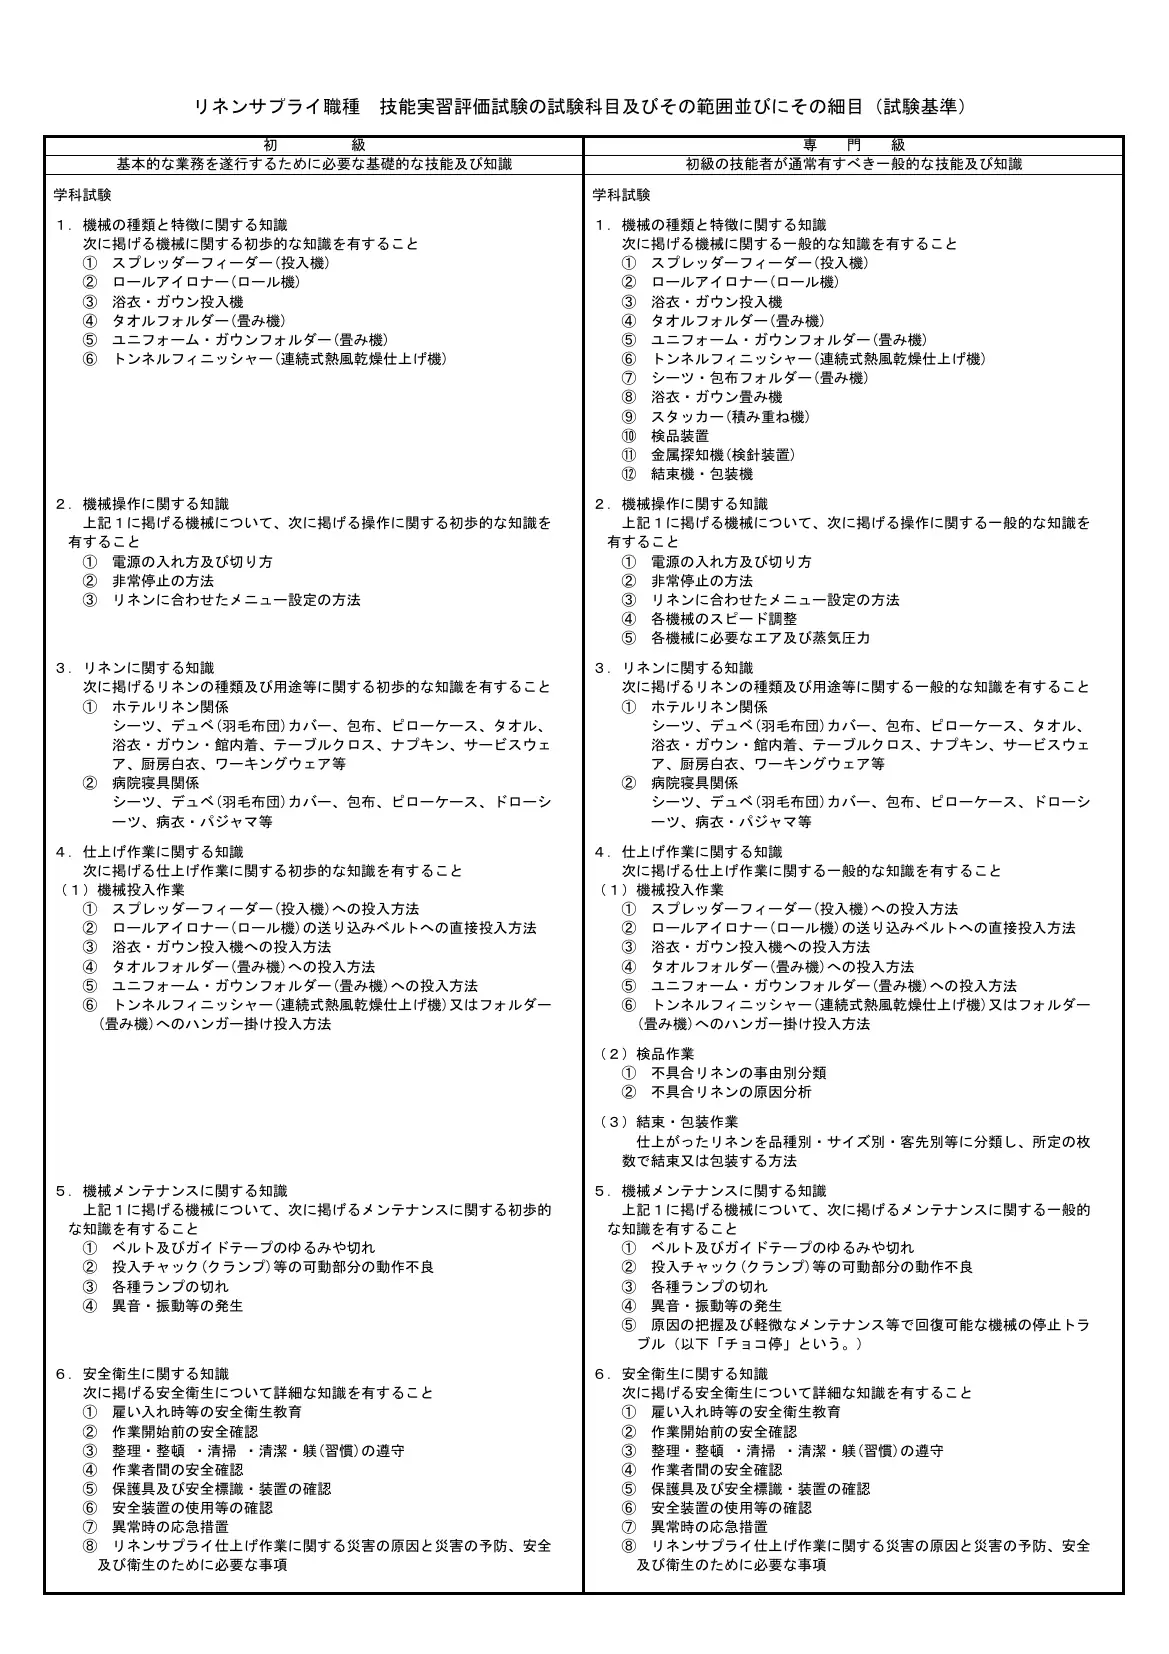 リネンサプライ職種　技能実習評価試験の試験科目及びその範囲並びにその細目（試験基準）
初　　　　　級
基本的な業務を遂行するために必要な基礎的な技能及び知識
学科試験
１．機械の種類と特徴に関する知識
次に掲げる機械に関する初歩的な知識を有すること
①　スプレッダーフィーダー(投入機)
②　ロールアイロナー(ロール機)
③　浴衣・ガウン投入機
④　タオルフォルダー(畳み機)
⑤　ユニフォーム・ガウンフォルダー(畳み機)
⑥　トンネルフィニッシャー(連続式熱風乾燥仕上げ機)
２．機械操作に関する知識
上記１に掲げる機械について、次に掲げる操作に関する初歩的な知識を
有すること
①　電源の入れ方及び切り方
②　非常停止の方法
③　リネンに合わせたメニュー設定の方法
３．リネンに関する知識
次に掲げるリネンの種類及び用途等に関する初歩的な知識を有すること
①　ホテルリネン関係
シーツ、デュベ(羽毛布団)カバー、包布、ピローケース、タオル、
浴衣・ガウン・館内着、テーブルクロス、ナプキン、サービスウェ
ア、厨房白衣、ワーキングウェア等
②　病院寝具関係
シーツ、デュベ(羽毛布団)カバー、包布、ピローケース、ドローシ
ーツ、病衣・パジャマ等
４．仕上げ作業に関する知識
次に掲げる仕上げ作業に関する初歩的な知識を有すること
（１）機械投入作業
①　スプレッダーフィーダー(投入機)への投入方法
②　ロールアイロナー(ロール機)の送り込みベルトへの直接投入方法
③　浴衣・ガウン投入機への投入方法
④　タオルフォルダー(畳み機)への投入方法
⑤　ユニフォーム・ガウンフォルダー(畳み機)への投入方法
⑥　トンネルフィニッシャー(連続式熱風乾燥仕上げ機)又はフォルダー
(畳み機)へのハンガー掛け投入方法
５．機械メンテナンスに関する知識
上記１に掲げる機械について、次に掲げるメンテナンスに関する初歩的
な知識を有すること
①　ベルト及びガイドテープのゆるみや切れ
②　投入チャック(クランプ)等の可動部分の動作不良
③　各種ランプの切れ
④　異音・振動等の発生
６．安全衛生に関する知識
次に掲げる安全衛生について詳細な知識を有すること
①　雇い入れ時等の安全衛生教育
②　作業開始前の安全確認
③　整理・整頓 ・清掃 ・清潔・躾(習慣)の遵守
④　作業者間の安全確認
⑤　保護具及び安全標識・装置の確認
⑥　安全装置の使用等の確認
⑦　異常時の応急措置
⑧　リネンサプライ仕上げ作業に関する災害の原因と災害の予防、安全
及び衛生のために必要な事項
専　　門　　級
初級の技能者が通常有すべき一般的な技能及び知識
学科試験
１．機械の種類と特徴に関する知識
次に掲げる機械に関する一般的な知識を有すること
①　スプレッダーフィーダー(投入機)
②　ロールアイロナー(ロール機)
③　浴衣・ガウン投入機
④　タオルフォルダー(畳み機)
⑤　ユニフォーム・ガウンフォルダー(畳み機)
⑥　トンネルフィニッシャー(連続式熱風乾燥仕上げ機)
⑦　シーツ・包布フォルダー(畳み機)
⑧　浴衣・ガウン畳み機
⑨　スタッカー(積み重ね機)
⑩　検品装置
⑪　金属探知機(検針装置)
⑫　結束機・包装機
２．機械操作に関する知識
上記１に掲げる機械について、次に掲げる操作に関する一般的な知識を
有すること
①　電源の入れ方及び切り方
②　非常停止の方法
③　リネンに合わせたメニュー設定の方法
④　各機械のスピード調整
⑤　各機械に必要なエア及び蒸気圧力
３．リネンに関する知識
次に掲げるリネンの種類及び用途等に関する一般的な知識を有すること
①　ホテルリネン関係
シーツ、デュベ(羽毛布団)カバー、包布、ピローケース、タオル、
浴衣・ガウン・館内着、テーブルクロス、ナプキン、サービスウェ
ア、厨房白衣、ワーキングウェア等
②　病院寝具関係
シーツ、デュベ(羽毛布団)カバー、包布、ピローケース、ドローシ
ーツ、病衣・パジャマ等
４．仕上げ作業に関する知識
次に掲げる仕上げ作業に関する一般的な知識を有すること
（１）機械投入作業
①　スプレッダーフィーダー(投入機)への投入方法
②　ロールアイロナー(ロール機)の送り込みベルトへの直接投入方法
③　浴衣・ガウン投入機への投入方法
④　タオルフォルダー(畳み機)への投入方法
⑤　ユニフォーム・ガウンフォルダー(畳み機)への投入方法
⑥　トンネルフィニッシャー(連続式熱風乾燥仕上げ機)又はフォルダー
(畳み機)へのハンガー掛け投入方法
（２）検品作業
①　不具合リネンの事由別分類
②　不具合リネンの原因分析
（３）結束・包装作業
仕上がったリネンを品種別・サイズ別・客先別等に分類し、所定の枚
数で結束又は包装する方法
５．機械メンテナンスに関する知識
上記１に掲げる機械について、次に掲げるメンテナンスに関する一般的
な知識を有すること
①　ベルト及びガイドテープのゆるみや切れ
②　投入チャック(クランプ)等の可動部分の動作不良
③　各種ランプの切れ
④　異音・振動等の発生
⑤　原因の把握及び軽微なメンテナンス等で回復可能な機械の停止トラ
ブル（以下「チョコ停」という。）
６．安全衛生に関する知識
次に掲げる安全衛生について詳細な知識を有すること
①　雇い入れ時等の安全衛生教育
②　作業開始前の安全確認
③　整理・整頓 ・清掃 ・清潔・躾(習慣)の遵守
④　作業者間の安全確認
⑤　保護具及び安全標識・装置の確認
⑥　安全装置の使用等の確認
⑦　異常時の応急措置
⑧　リネンサプライ仕上げ作業に関する災害の原因と災害の予防、安全
及び衛生のために必要な事項